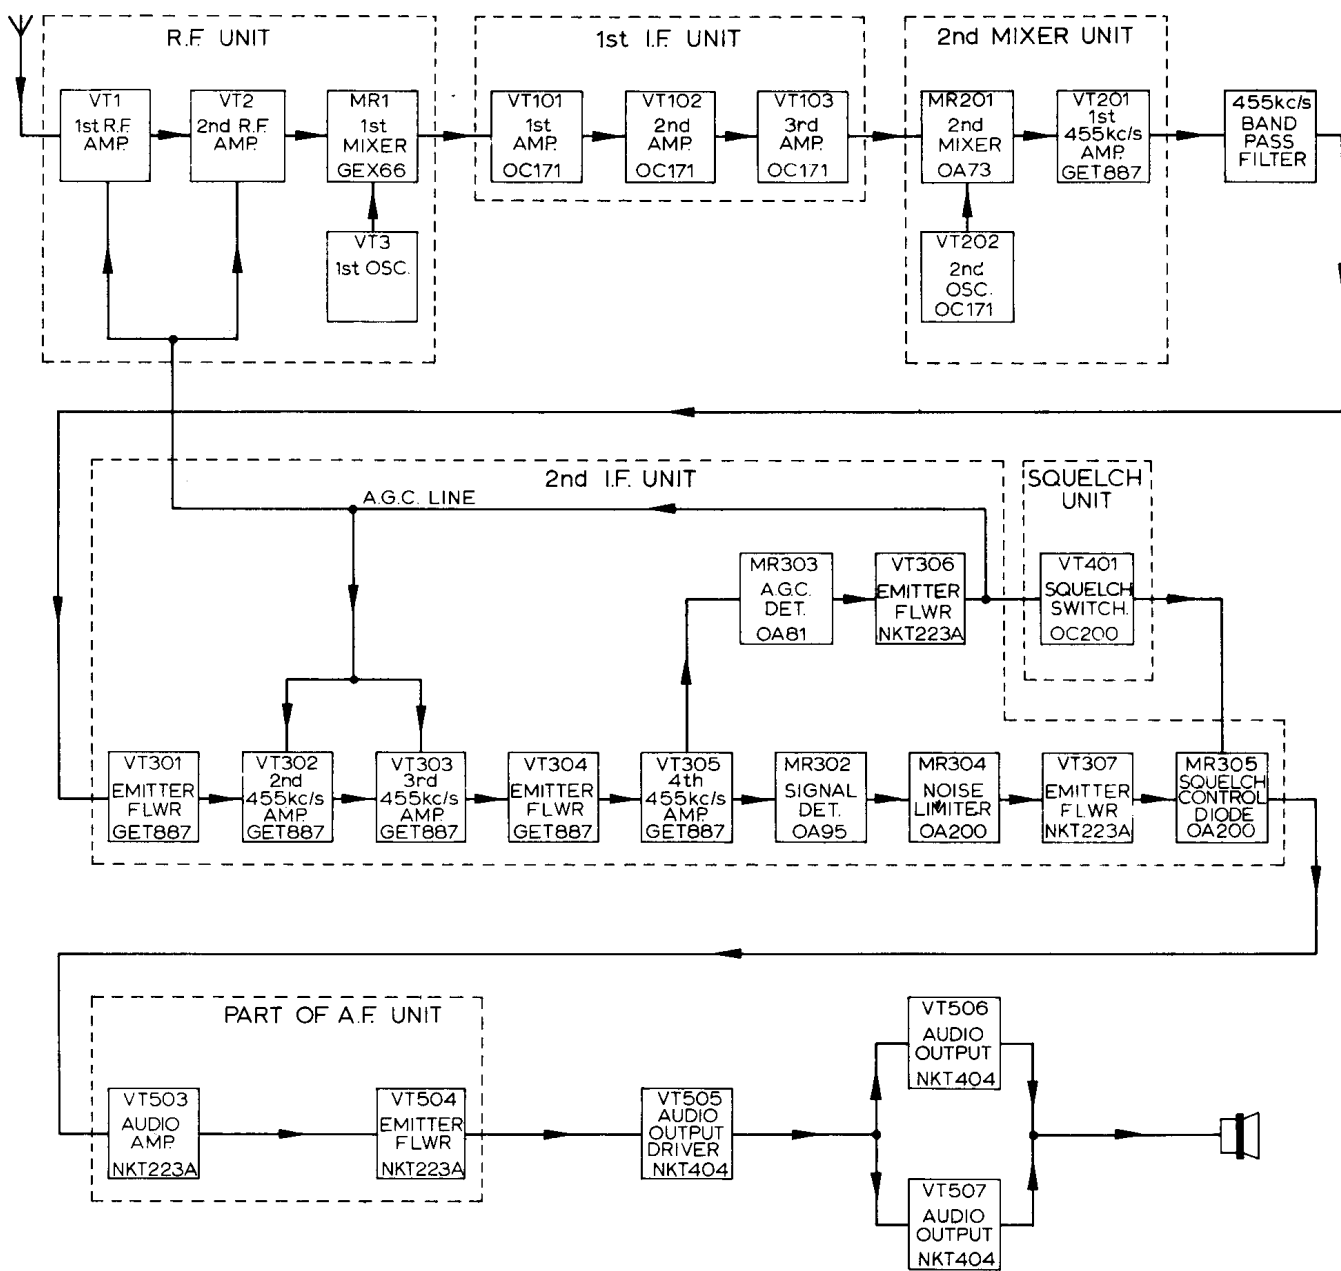 R.F. UNIT
VT1
1st R.F.
AMP.
VT2
2nd R.F.
AMP.
MR1
1st
MIXER
GEX66
VT3
1st OSC.
1st I.F. UNIT
VT101
1st
AMP.
OC171
VT102
2nd
AMP.
OC171
VT103
3rd
AMP.
OC171
2nd MIXER UNIT
MR201
2nd
MIXER
OA73
VT201
1st
455kc/s
AMP.
GET887
VT202
2nd
OSC.
OC171
455kc/s
BAND
PASS
FILTER
2nd I.F. UNIT
A.G.C. LINE
MR303
A.G.C.
DET.
OA81
VT306
EMITTER
FLWR
NKT223A
SQUELCH
UNIT
VT401
SQUELCH
SWITCH.
OC200
VT301
EMITTER
FLWR
GET887
VT302
2nd
455kc/s
AMP.
GET887
VT303
3rd
455kc/s
AMP.
GET887
VT304
EMITTER
FLWR
GET887
VT305
4th
455kc/s
AMP.
GET887
MR302
SIGNAL
DET.
OA95
MR304
NOISE
LIMITER
OA200
VT307
EMITTER
FLWR
NKT223A
MR305
SQUELCH
CONTROL
DIODE
OA200
PART OF A.F. UNIT
VT503
AUDIO
AMP.
NKT223A
VT504
EMITTER
FLWR
NKT223A
VT505
AUDIO
OUTPUT
DRIVER
NKT404
VT506
AUDIO
OUTPUT
NKT404
VT507
AUDIO
OUTPUT
NKT404